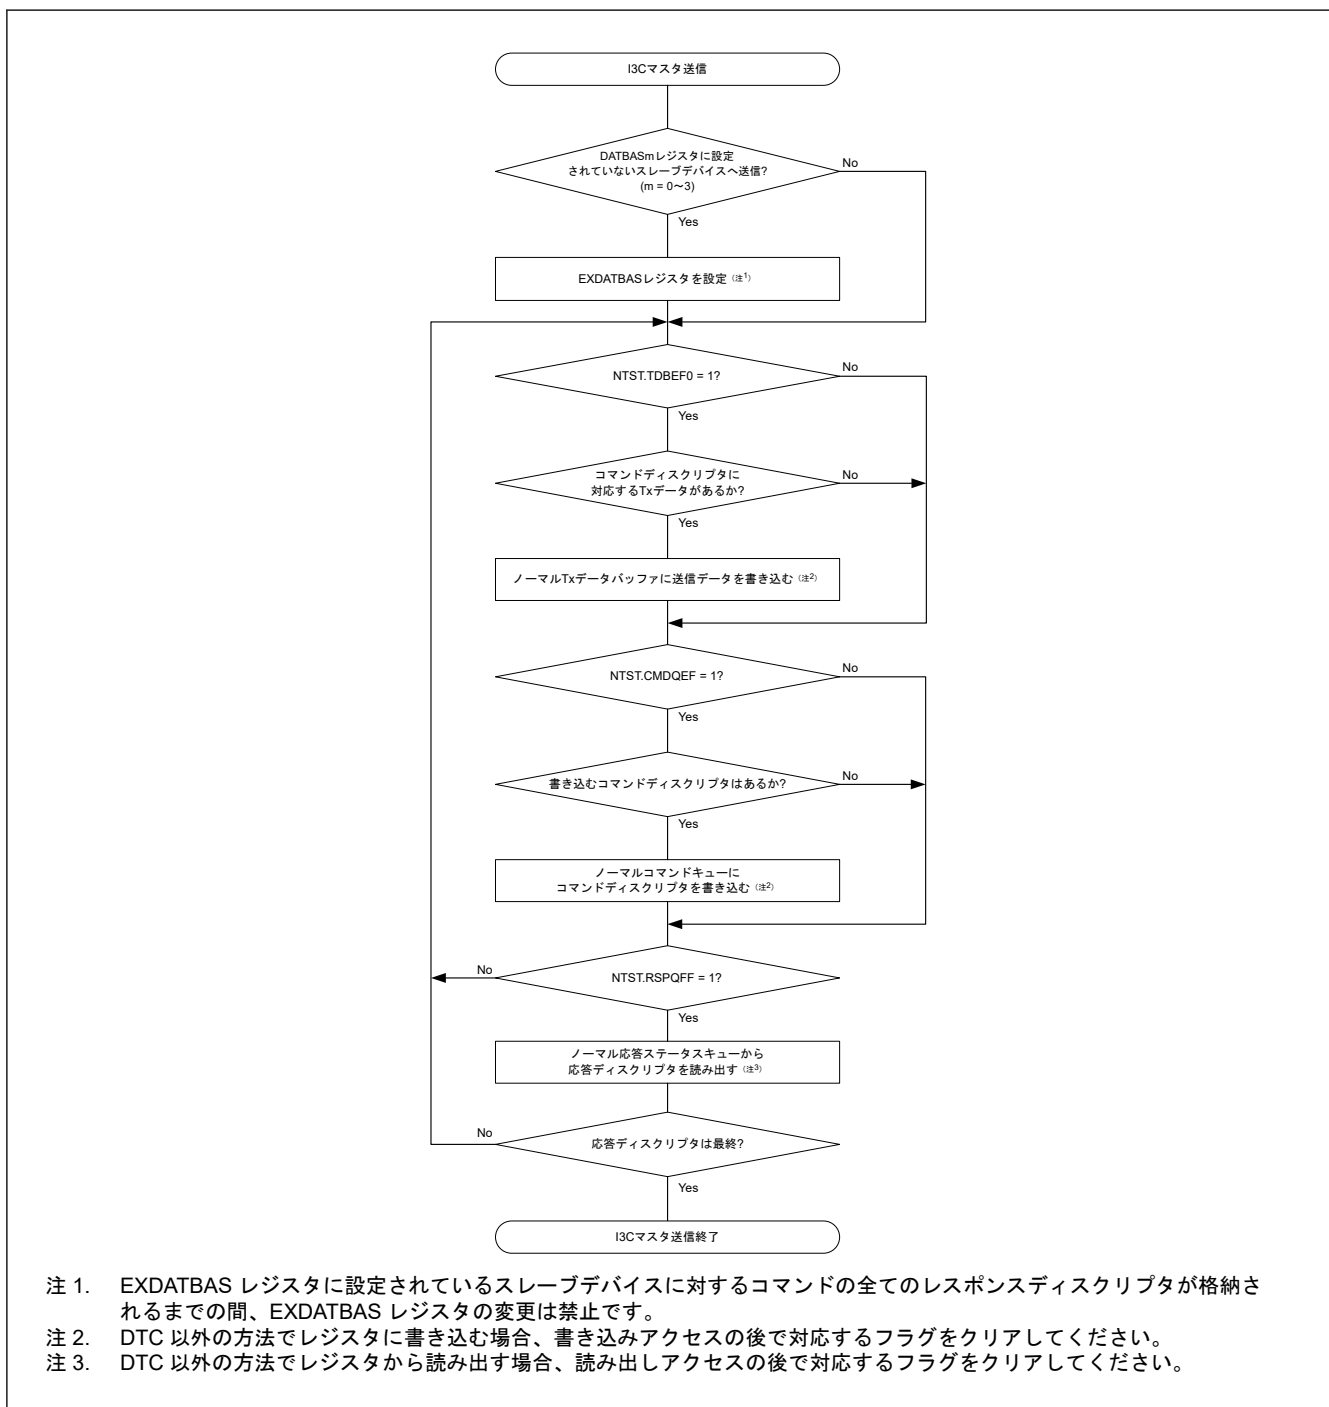 I3Cマスタ送信
DATBASmレジスタに設定
されていないスレーブデバイスへ送信?
(m = 0～3)
No
Yes
EXDATBASレジスタを設定 (注1)
NTST.TDBEF0 = 1?
No
Yes
コマンドディスクリプタに
対応するTxデータがあるか?
No
Yes
ノーマルTxデータバッファに送信データを書き込む (注2)
NTST.CMDQEF = 1?
No
Yes
書き込むコマンドディスクリプタはあるか?
No
Yes
ノーマルコマンドキューに
コマンドディスクリプタを書き込む (注2)
No
NTST.RSPQFF = 1?
Yes
ノーマル応答ステータスキューから
応答ディスクリプタを読み出す (注3)
No
応答ディスクリプタは最終?
Yes
I3Cマスタ送信終了
注 1. EXDATBAS レジスタに設定されているスレーブデバイスに対するコマンドの全てのレスポンスディスクリプタが格納さ
れるまでの間、EXDATBAS レジスタの変更は禁止です。
注 2. DTC 以外の方法でレジスタに書き込む場合、書き込みアクセスの後で対応するフラグをクリアしてください。
注 3. DTC 以外の方法でレジスタから読み出す場合、読み出しアクセスの後で対応するフラグをクリアしてください。